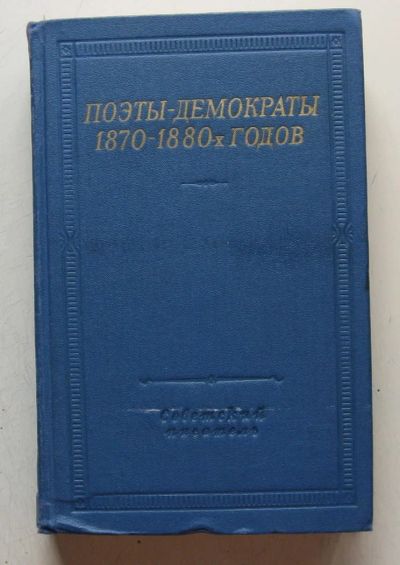 ПОЭТЫ-ДЕМОКРАТЫ
1870-1880х ГОДОВ
Советский
писатель